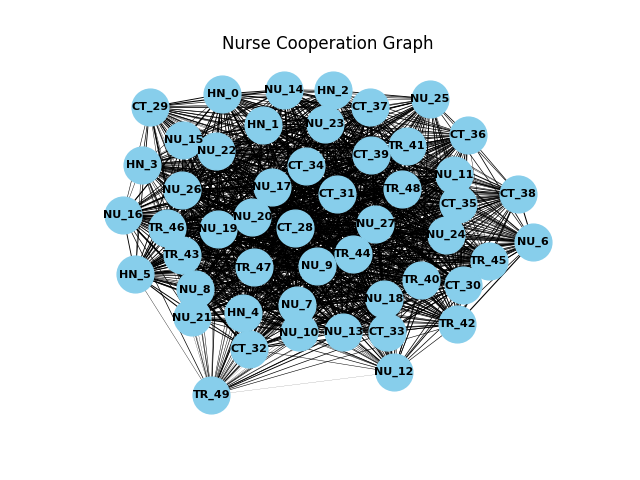 Nurse Cooperation Graph
NU_14
HN_2
HN_0
NU_25
CT_29
CT_37
HN_1
NU_23
CT_36
NU_15
TR_41
NU_22
CT_39
HN_3
CT_34
NU_11
NU_17
TR_48
NU_26
CT_31
CT_38
CT_35
NU_16
NU_20
NU_27
TR_46
NU_19
CT_28
NU_24
NU_6
TR_43
TR_44
TR_45
NU_9
TR_47
HN_5
TR_40
CT_30
NU_8
NU_18
NU_7
HN_4
NU_21
TR_42
NU_10
NU_13
CT_33
CT_32
NU_12
TR_49